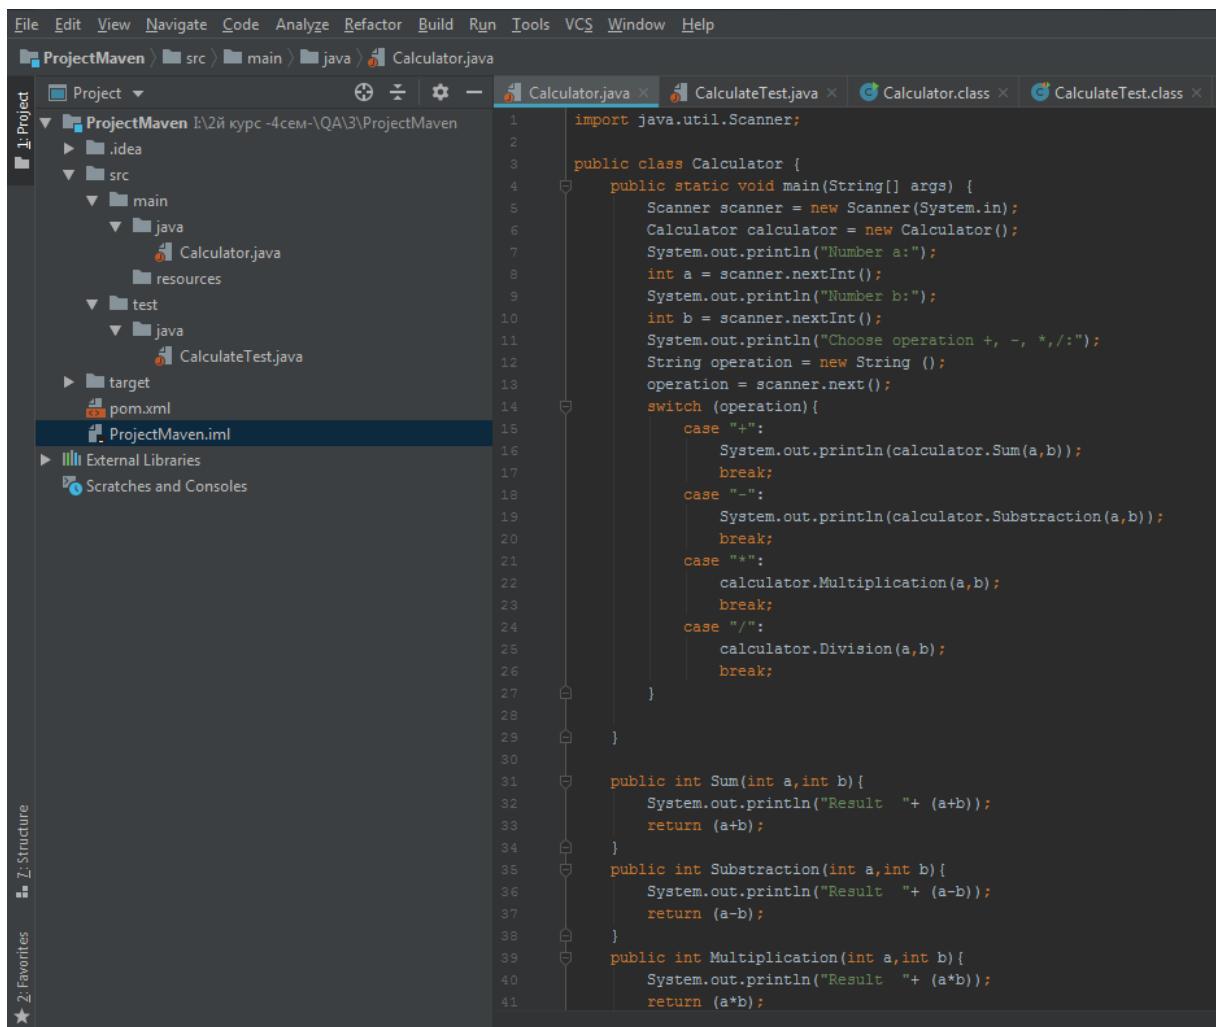 File Edit View Navigate Code Analyze Refactor Build Run Tools VCS Window Help
ProjectMaven src main java Calculator.java
1: Project
Project
ProjectMaven I:\2й курс -4сем-\QA\3\ProjectMaven
.idea
src
main
java
Calculator.java
resources
test
java
CalculateTest.java
target
pom.xml
ProjectMaven.iml
External Libraries
Scratches and Consoles
7: Structure
2: Favorites
Calculator.java CalculateTest.java Calculator.class CalculateTest.class
1 import java.util.Scanner;
2
3 public class Calculator {
4 public static void main(String[] args) {
5 Scanner scanner = new Scanner(System.in);
6 Calculator calculator = new Calculator();
7 System.out.println("Number a:");
8 int a = scanner.nextInt();
9 System.out.println("Number b:");
10 int b = scanner.nextInt();
11 System.out.println("Choose operation +, -, *,/:");
12 String operation = new String ();
13 operation = scanner.next();
14 switch (operation){
15 case "+":
16 System.out.println(calculator.Sum(a,b));
17 break;
18 case "-":
19 System.out.println(calculator.Substraction(a,b));
20 break;
21 case "*":
22 calculator.Multiplication(a,b);
23 break;
24 case "/":
25 calculator.Division(a,b);
26 break;
27 }
28
29 }
30
31 public int Sum(int a,int b){
32 System.out.println("Result  "+ (a+b));
33 return (a+b);
34 }
35 public int Substraction(int a,int b){
36 System.out.println("Result  "+ (a-b));
37 return (a-b);
38 }
39 public int Multiplication(int a,int b){
40 System.out.println("Result  "+ (a*b));
41 return (a*b);